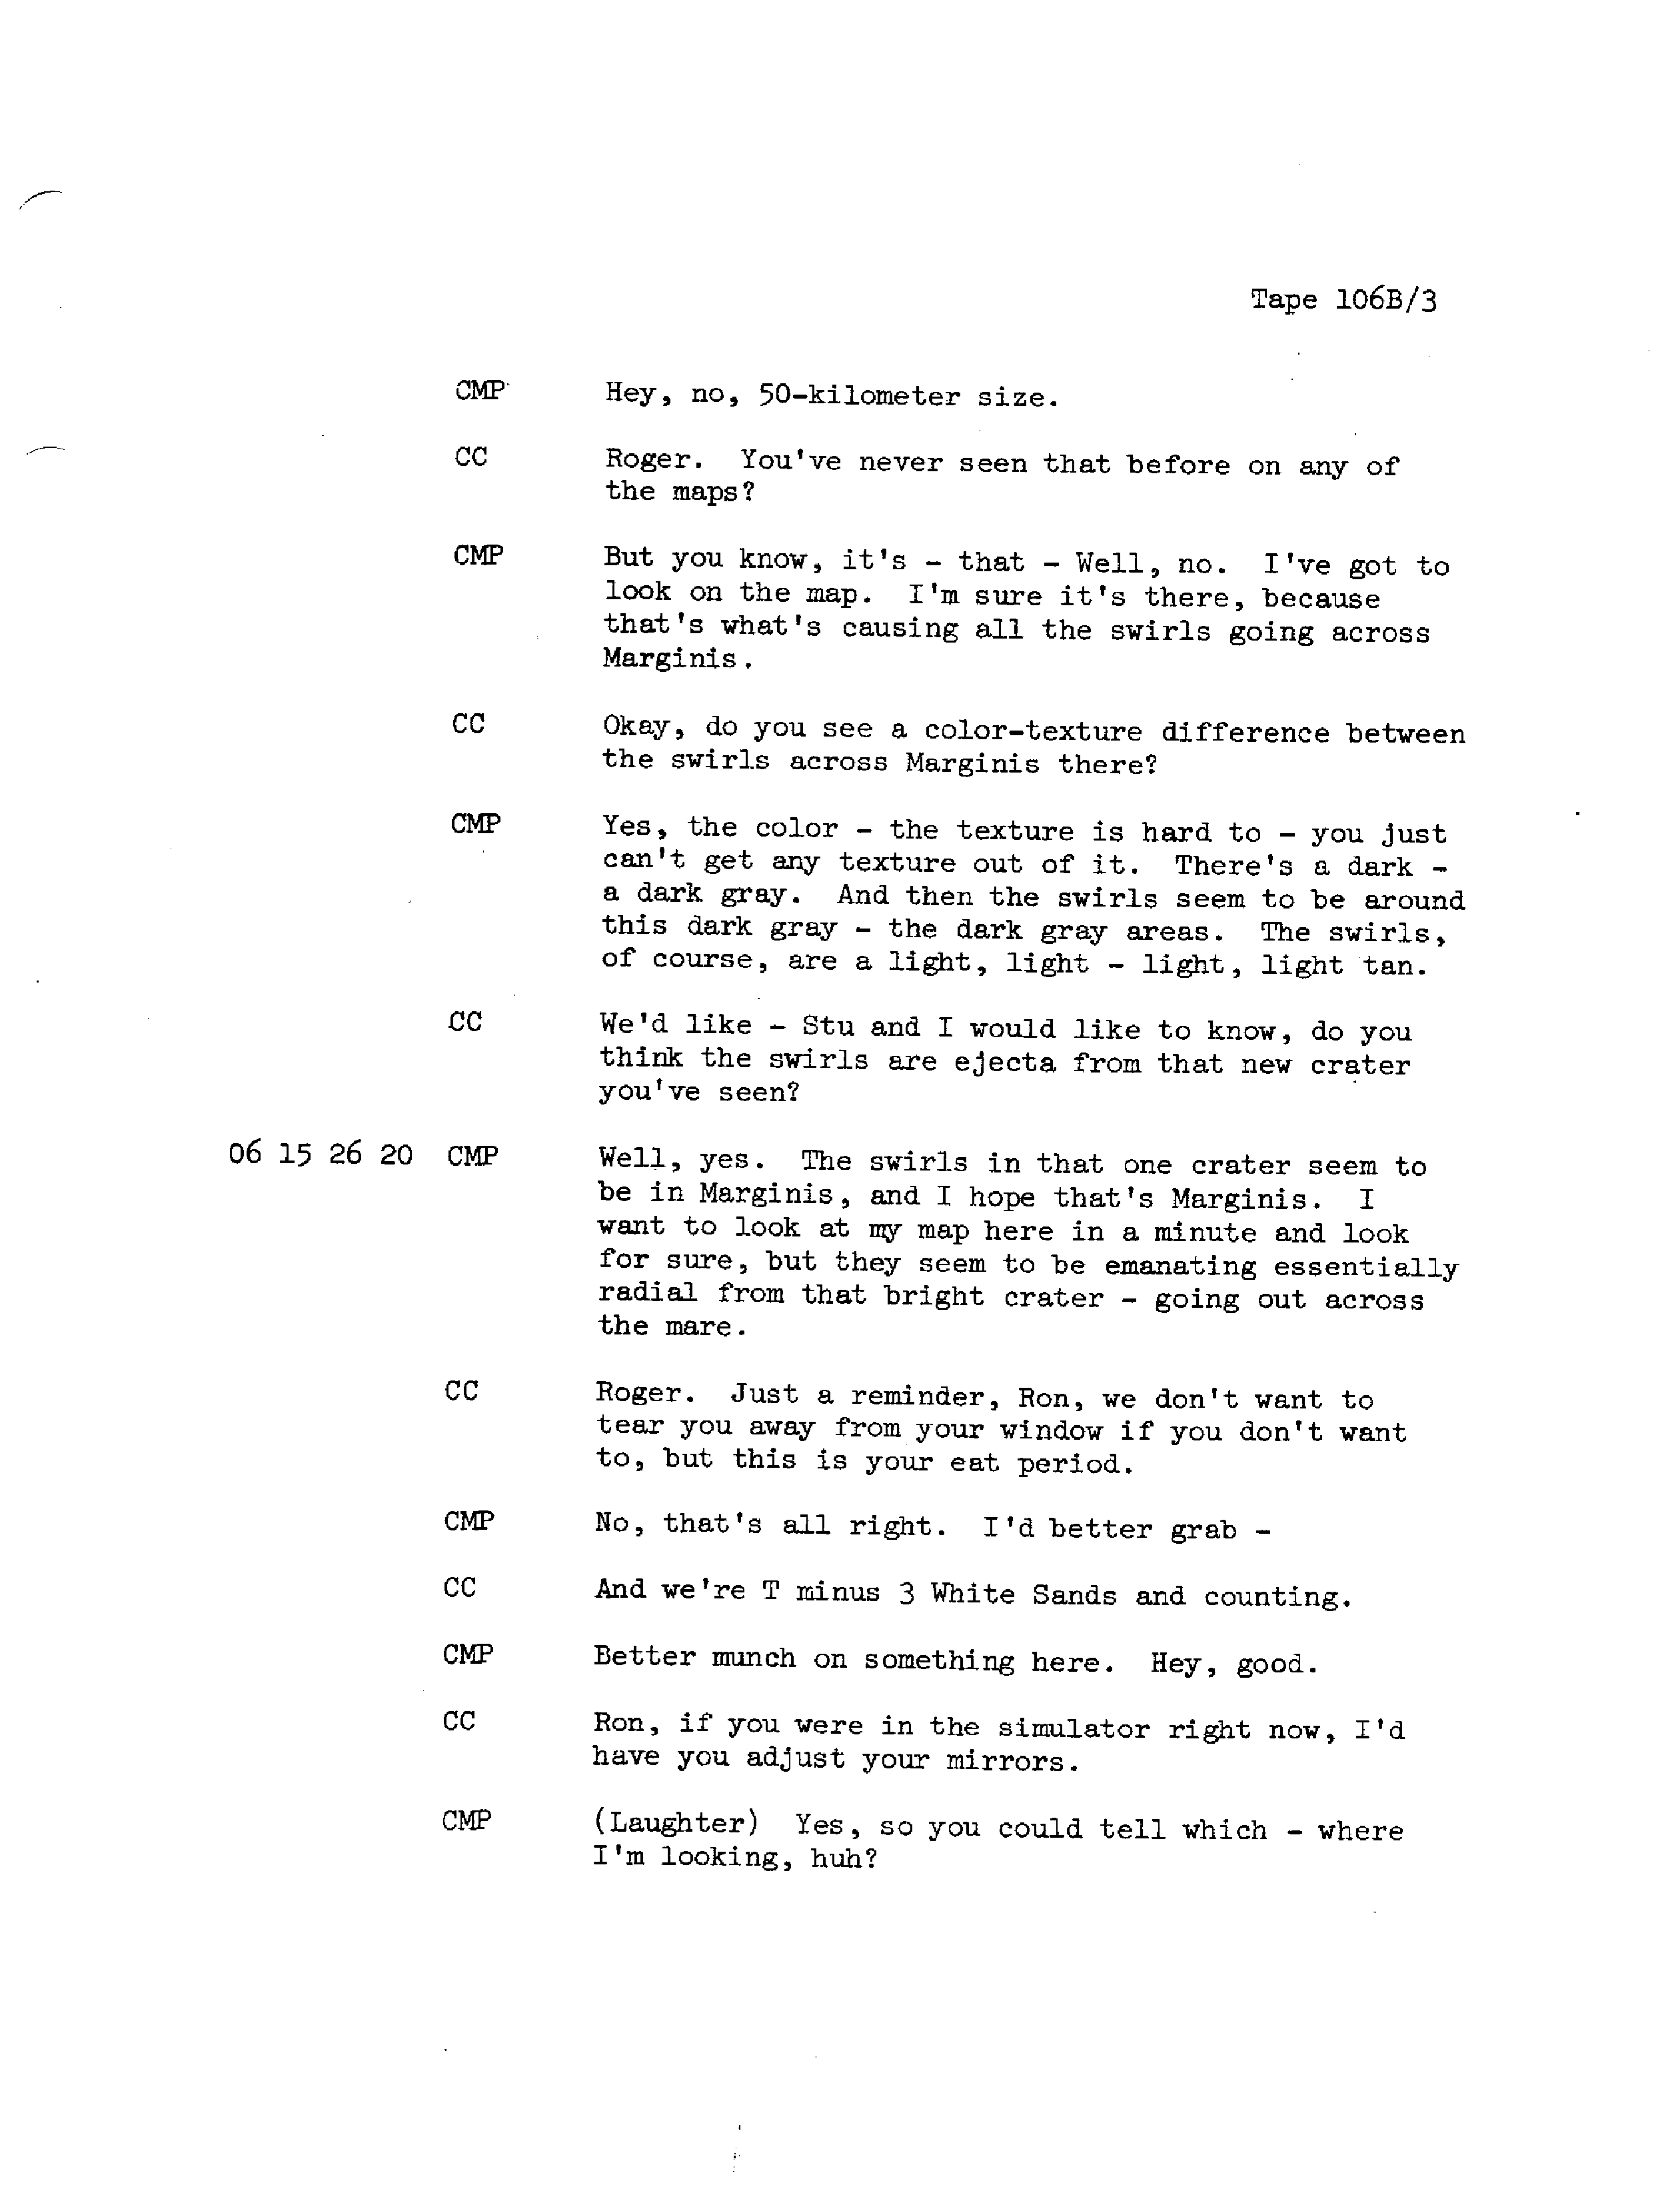 Tape 106B/3
CMP Hey, no, 50-kilometer size.
CC Roger. You've never seen that before on any of
the maps?
CMP But you know, it's - that - Well, no. I've got to
look on the map. I'm sure it's there, because
that's what's causing all the swirls going across
Marginis.
CC Okay, do you see a color-texture difference between
the swirls across Marginis there?
CMP Yes, the color - the texture is hard to - you just
can't get any texture out of it. There's a dark -
a dark gray. And then the swirls seem to be around
this dark gray - the dark gray areas. The swirls,
of course, are a light, light - light, light tan.
CC We'd like - Stu and I would like to know, do you
think the swirls are ejecta from that new crater
you've seen?
06 15 26 20 CMP Well, yes. The swirls in that one crater seem to
be in Marginis, and I hope that's Marginis. I
want to look at my map here in a minute and look
for sure, but they seem to be emanating essentially
radial from that bright crater - going out across
the mare.
CC Roger. Just a reminder, Ron, we don't want to
tear you away from your window if you don't want
to, but this is your eat period.
CMP No, that's all right. I'd better grab -
CC And we're T minus 3 White Sands and counting.
CMP Better munch on something here. Hey, good.
CC Ron, if you were in the simulator right now, I'd
have you adjust your mirrors.
CMP (Laughter) Yes, so you could tell which - where
I'm looking, huh?